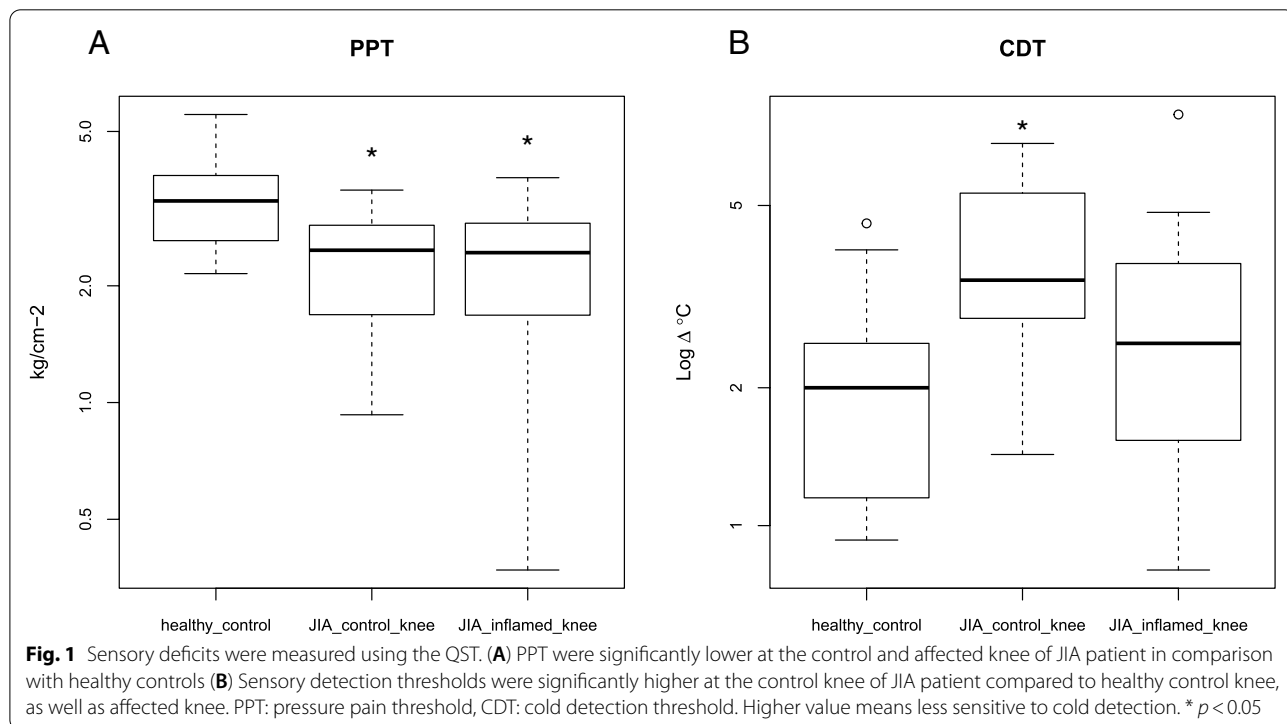 A
PPT
kg/cm−2
5.0
2.0
1.0
0.5
*
*
healthy_control JIA_control_knee JIA_inflamed_knee
B
CDT
Log Δ °C
5
2
1
*
healthy_control JIA_control_knee JIA_inflamed_knee
Fig. 1 Sensory deficits were measured using the QST. (A) PPT were significantly lower at the control and affected knee of JIA patient in comparison
with healthy controls (B) Sensory detection thresholds were significantly higher at the control knee of JIA patient compared to healthy control knee,
as well as affected knee. PPT: pressure pain threshold, CDT: cold detection threshold. Higher value means less sensitive to cold detection. * p < 0.05